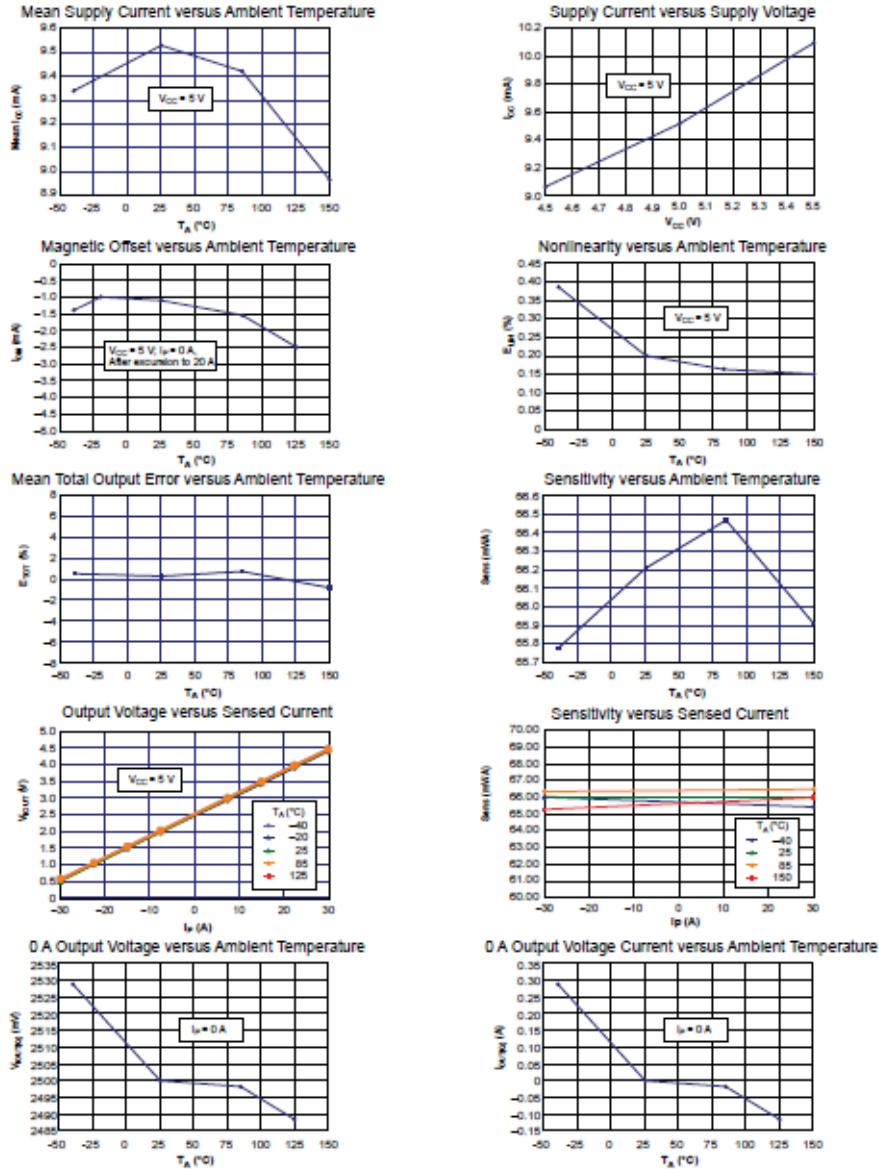 Mean Supply Current versus Ambient Temperature
9.6
9.5
9.4
9.3
9.2
9.1
9.0
8.9
Mean I_CC (mA)
V_CC = 5 V
-50 -25 0 25 50 75 100 125 150
T_A (°C)
Supply Current versus Supply Voltage
10.2
10.0
9.8
9.6
9.4
9.2
9.0
I_CC (mA)
V_CC = 5 V
4.5 4.6 4.7 4.8 4.9 5.0 5.1 5.2 5.3 5.4 5.5
V_CC (V)
Magnetic Offset versus Ambient Temperature
0
–0.5
–1.0
–1.5
–2.0
–2.5
–3.0
–3.5
–4.0
–4.5
–5.0
(mA)
V_CC = 5 V; I_P = 0 A,
After excursion to 20 A
-50 -25 0 25 50 75 100 125 150
T_A (°C)
Nonlinearity versus Ambient Temperature
0.45
0.40
0.35
0.30
0.25
0.20
0.15
0.10
0.05
0
E_LIN (%)
V_CC = 5 V
–50 –25 0 25 50 75 100 125 150
T_A (°C)
Mean Total Output Error versus Ambient Temperature
8
6
4
2
0
–2
–4
–6
–8
E_TOT (%)
-50 -25 0 25 50 75 100 125 150
T_A (°C)
Sensitivity versus Ambient Temperature
66.6
66.5
66.4
66.3
66.2
66.1
66.0
65.9
65.8
65.7
Sens (mV/A)
-50 -25 0 25 50 75 100 125 150
T_A (°C)
Output Voltage versus Sensed Current
5.0
4.5
4.0
3.5
3.0
2.5
2.0
1.5
1.0
0.5
0
V_IOUT (V)
V_CC = 5 V
T_A (°C)
–40
–20
25
85
125
–30 –20 –10 0 10 20 30
I_P (A)
Sensitivity versus Sensed Current
70.00
69.00
68.00
67.00
66.00
65.00
64.00
63.00
62.00
61.00
60.00
Sens (mV/A)
T_A (°C)
–40
25
85
150
–30 –20 –10 0 10 20 30
Ip (A)
0 A Output Voltage versus Ambient Temperature
2535
2530
2525
2520
2515
2510
2505
2500
2495
2490
2485
V_IOUT(Q) (mV)
I_P = 0 A
-50 -25 0 25 50 75 100 125 150
T_A (°C)
0 A Output Voltage Current versus Ambient Temperature
0.35
0.30
0.25
0.20
0.15
0.10
0.05
0
–0.05
–0.10
–0.15
I_OUT(Q) (A)
I_P = 0 A
-50 -25 0 25 50 75 100 125 150
T_A (°C)